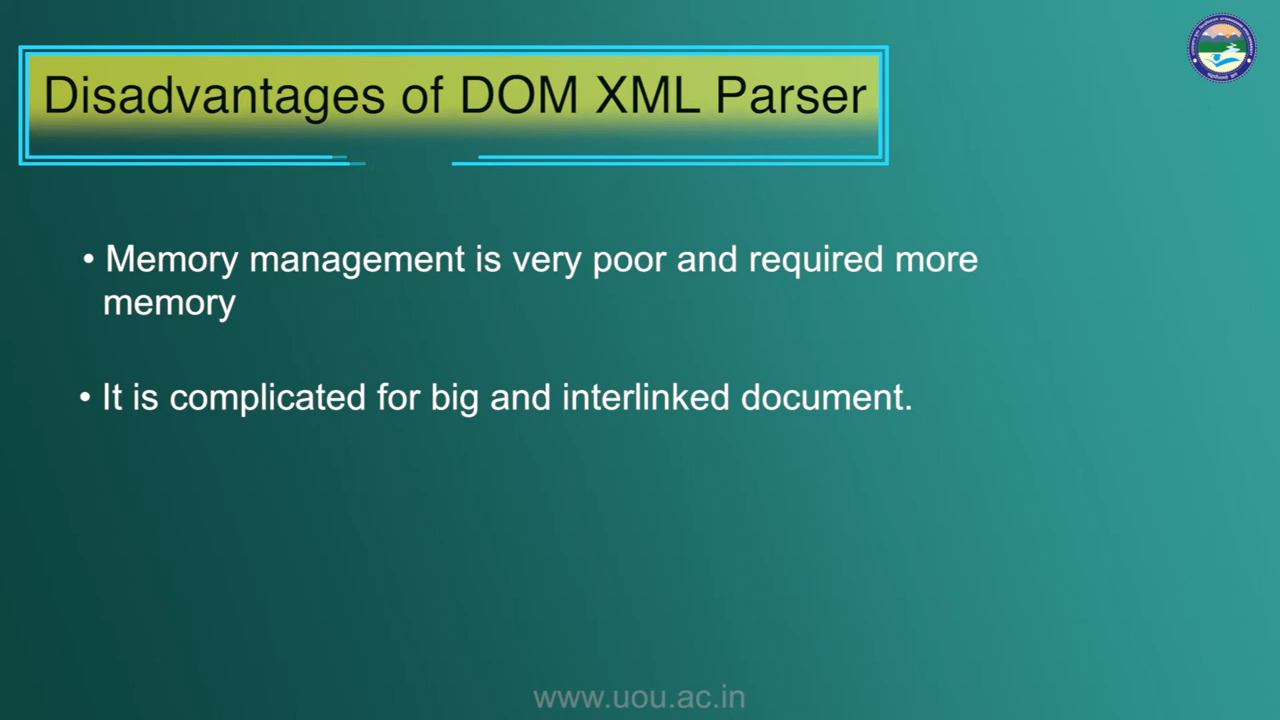 Disadvantages of DOM XML Parser
• Memory management is very poor and required more
memory
• It is complicated for big and interlinked document.
www.uou.ac.in